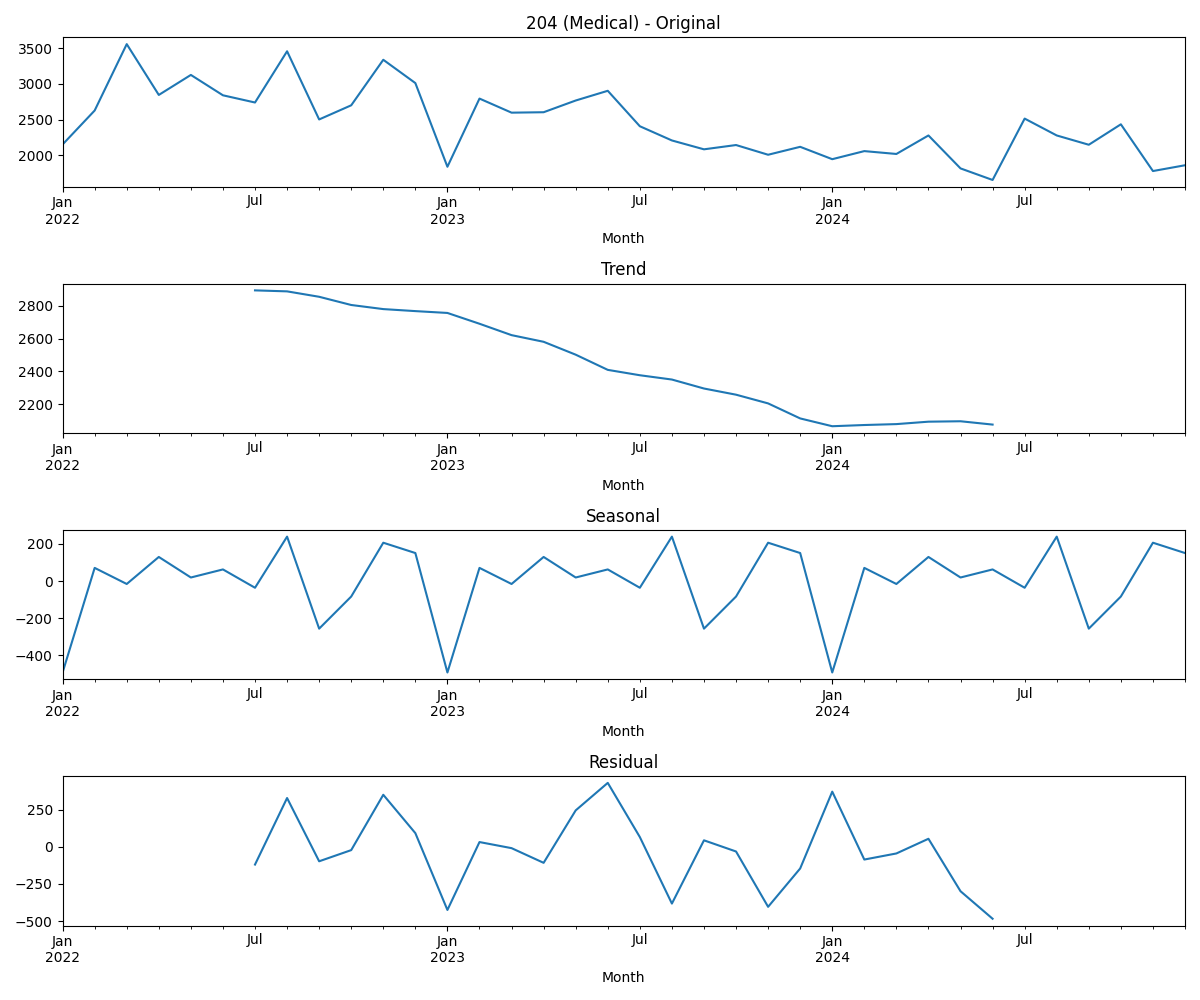 204 (Medical) - Original
3500
3000
2500
2000
Jan Jul Jan Jul Jan Jul
2022 2023 2024
Month
Trend
2800
2600
2400
2200
Jan Jul Jan Jul Jan Jul
2022 2023 2024
Month
Seasonal
200
0
−200
−400
Jan Jul Jan Jul Jan Jul
2022 2023 2024
Month
Residual
250
0
−250
−500
Jan Jul Jan Jul Jan Jul
2022 2023 2024
Month